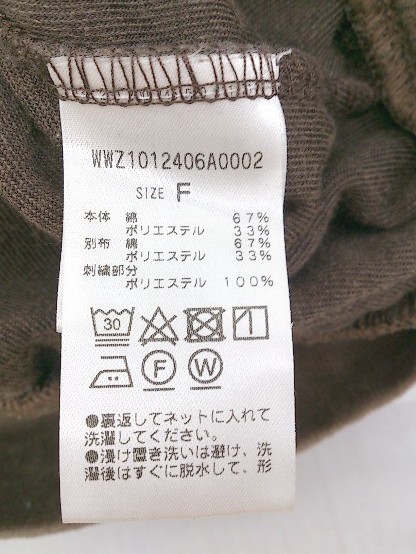 WWZ1012406A0002
SIZE F
本体 綿 67%
ポリエステル 33%
別布 綿 67%
ポリエステル 33%
刺繍部分
ポリエステル 100%
30
F W
●裏返してネットに入れて
洗濯してください。
●浸け置き洗いは避け、洗
濯後はすぐに脱水して、形